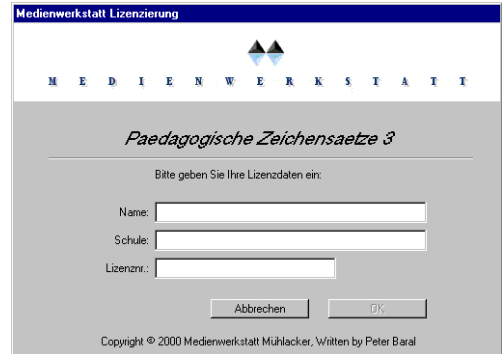 Medienwerkstatt Lizenzierung
M E D I E N W E R K S T A T T
Paedagogische Zeichensaetze 3
Bitte geben Sie Ihre Lizenzdaten ein:
Name:
Schule:
Lizenznr.:
Abbrechen OK
Copyright © 2000 Medienwerkstatt Mühlacker, Written by Peter Baral